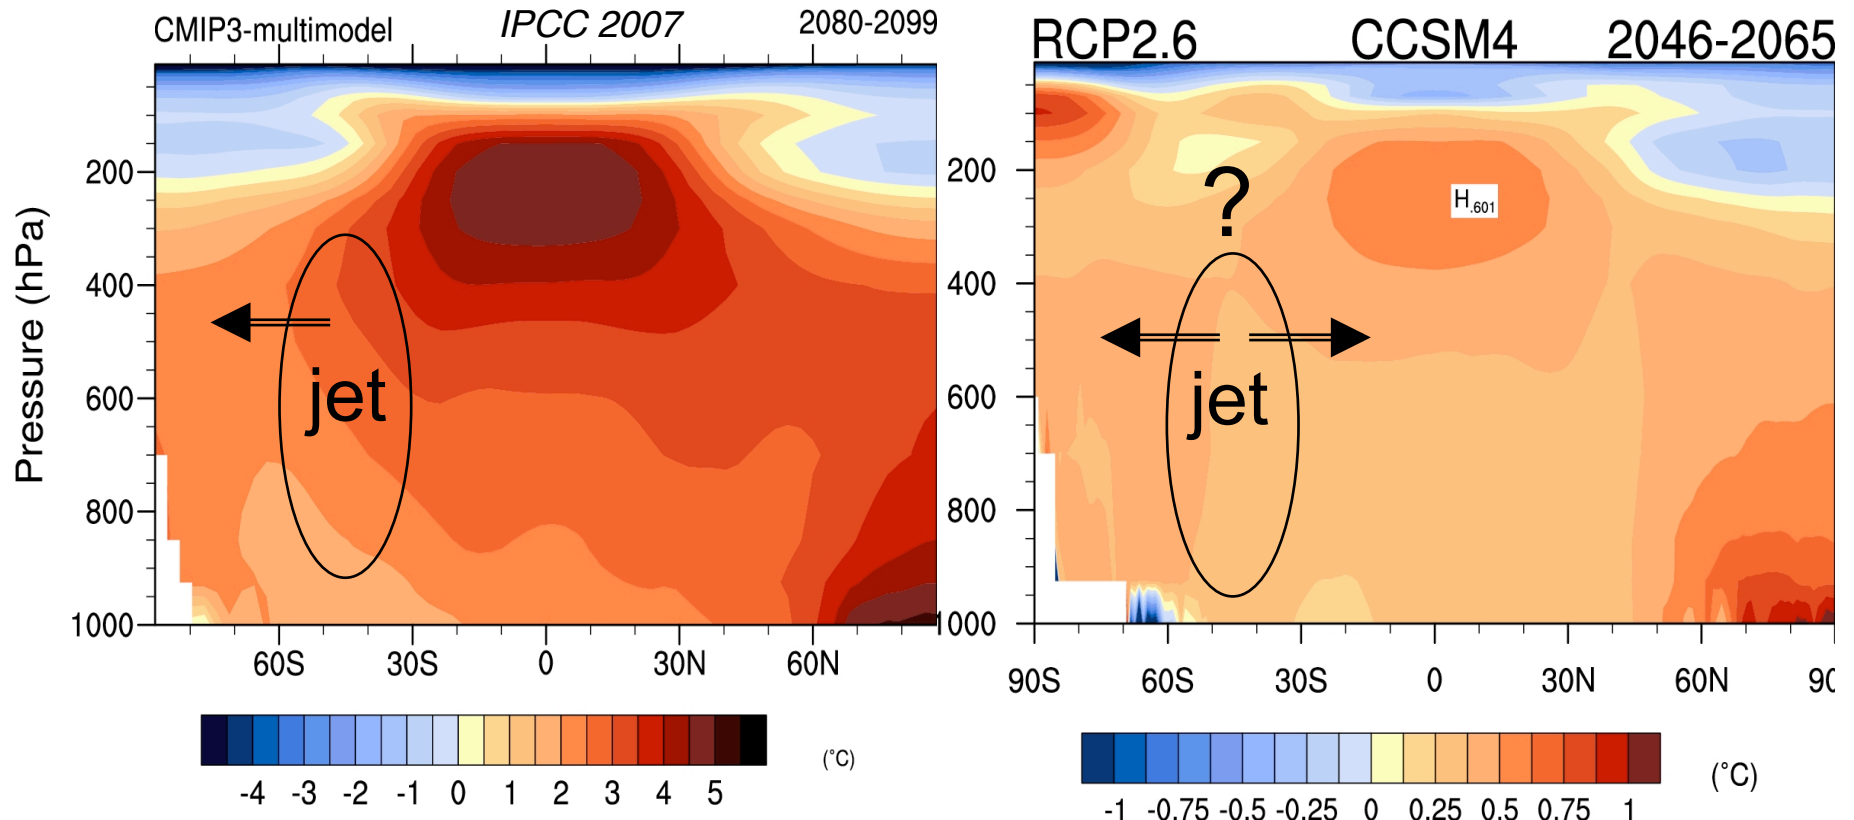 CMIP3-multimodel IPCC 2007 2080-2099
Pressure (hPa)
200
400
600
800
1000
jet
60S 30S 0 30N 60N
-4 -3 -2 -1 0 1 2 3 4 5
(°C)
RCP2.6 CCSM4 2046-2065
200
400
600
800
1000
?
H.601
jet
90S 60S 30S 0 30N 60N 90
-1 -0.75 -0.5 -0.25 0 0.25 0.5 0.75 1
(°C)